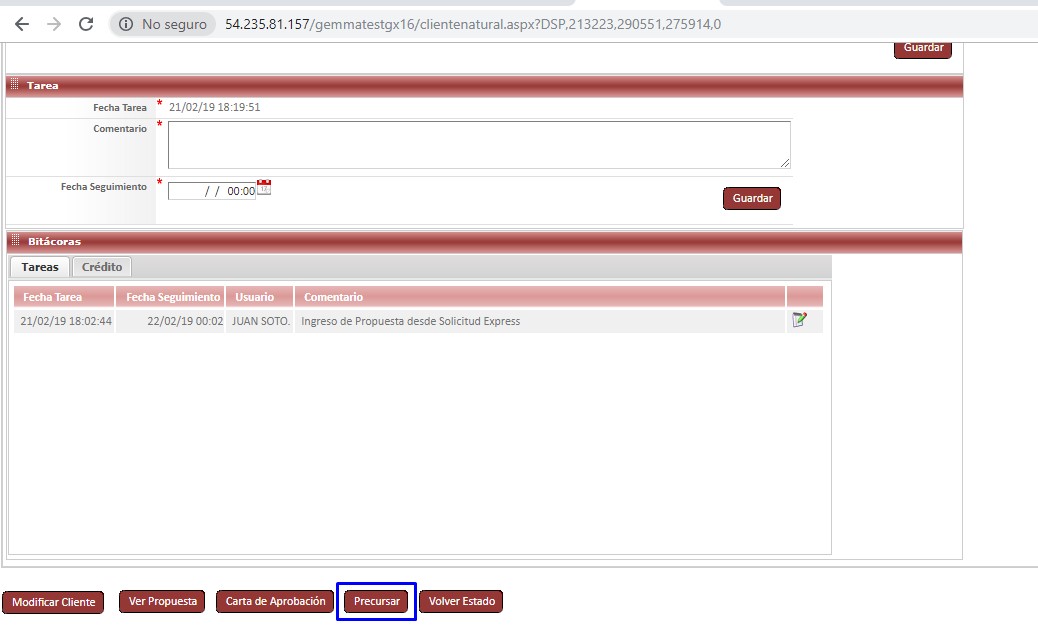 No seguro 54.235.81.157/gemmatestgx16/clientenatural.aspx?DSP,213223,290551,275914,0
Guardar
Tarea
Fecha Tarea * 21/02/19 18:19:51
Comentario *
Fecha Seguimiento * / / 00:00
Guardar
Bitácoras
Tareas Crédito
Fecha Tarea Fecha Seguimiento Usuario Comentario
21/02/19 18:02:44 22/02/19 00:02 JUAN SOTO. Ingreso de Propuesta desde Solicitud Express
Modificar Cliente Ver Propuesta Carta de Aprobación Precursar Volver Estado